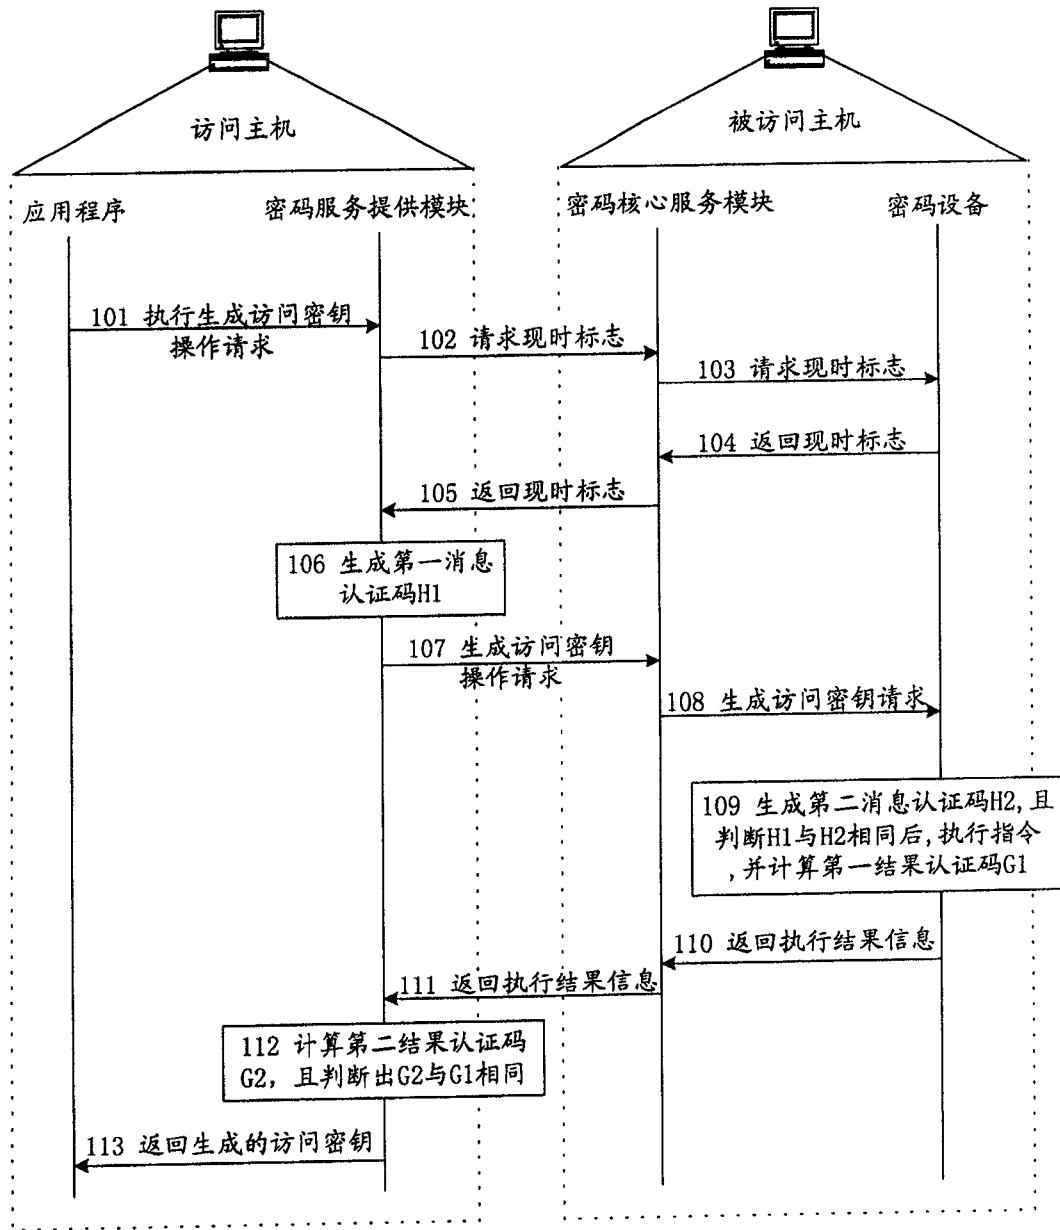 访问主机
被访问主机
应用程序
密码服务提供模块
密码核心服务模块
密码设备
101 执行生成访问密钥
操作请求
102 请求现时标志
103 请求现时标志
104 返回现时标志
105 返回现时标志
106 生成第一消息
认证码H1
107 生成访问密钥
操作请求
108 生成访问密钥请求
109 生成第二消息认证码H2,且
判断H1与H2相同后,执行指令
,并计算第一结果认证码G1
110 返回执行结果信息
111 返回执行结果信息
112 计算第二结果认证码
G2，且判断出G2与G1相同
113 返回生成的访问密钥